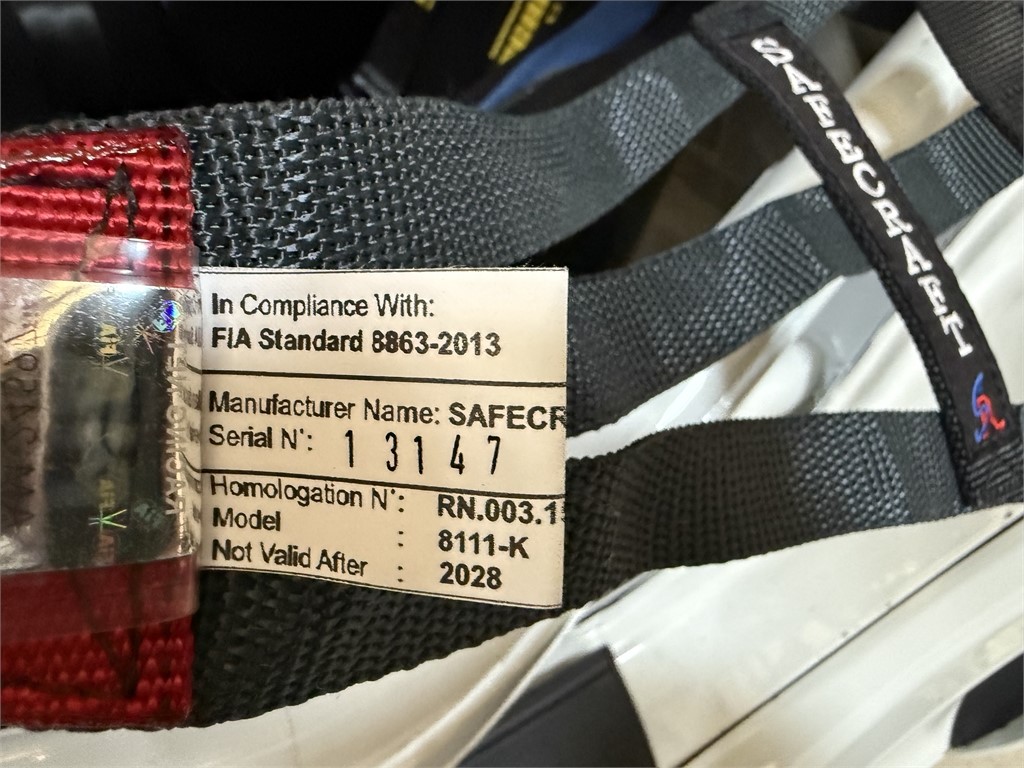 SAFECRAFT
In Compliance With:
FIA Standard 8863-2013
Manufacturer Name: SAFECR
Serial N°: 13147
Homologation N°: RN.003.1
Model : 8111-K
Not Valid After : 2028